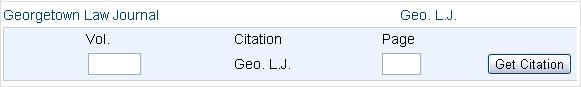 Georgetown Law Journal Geo. L.J.
Vol. Citation Page
Geo. L.J. Get Citation